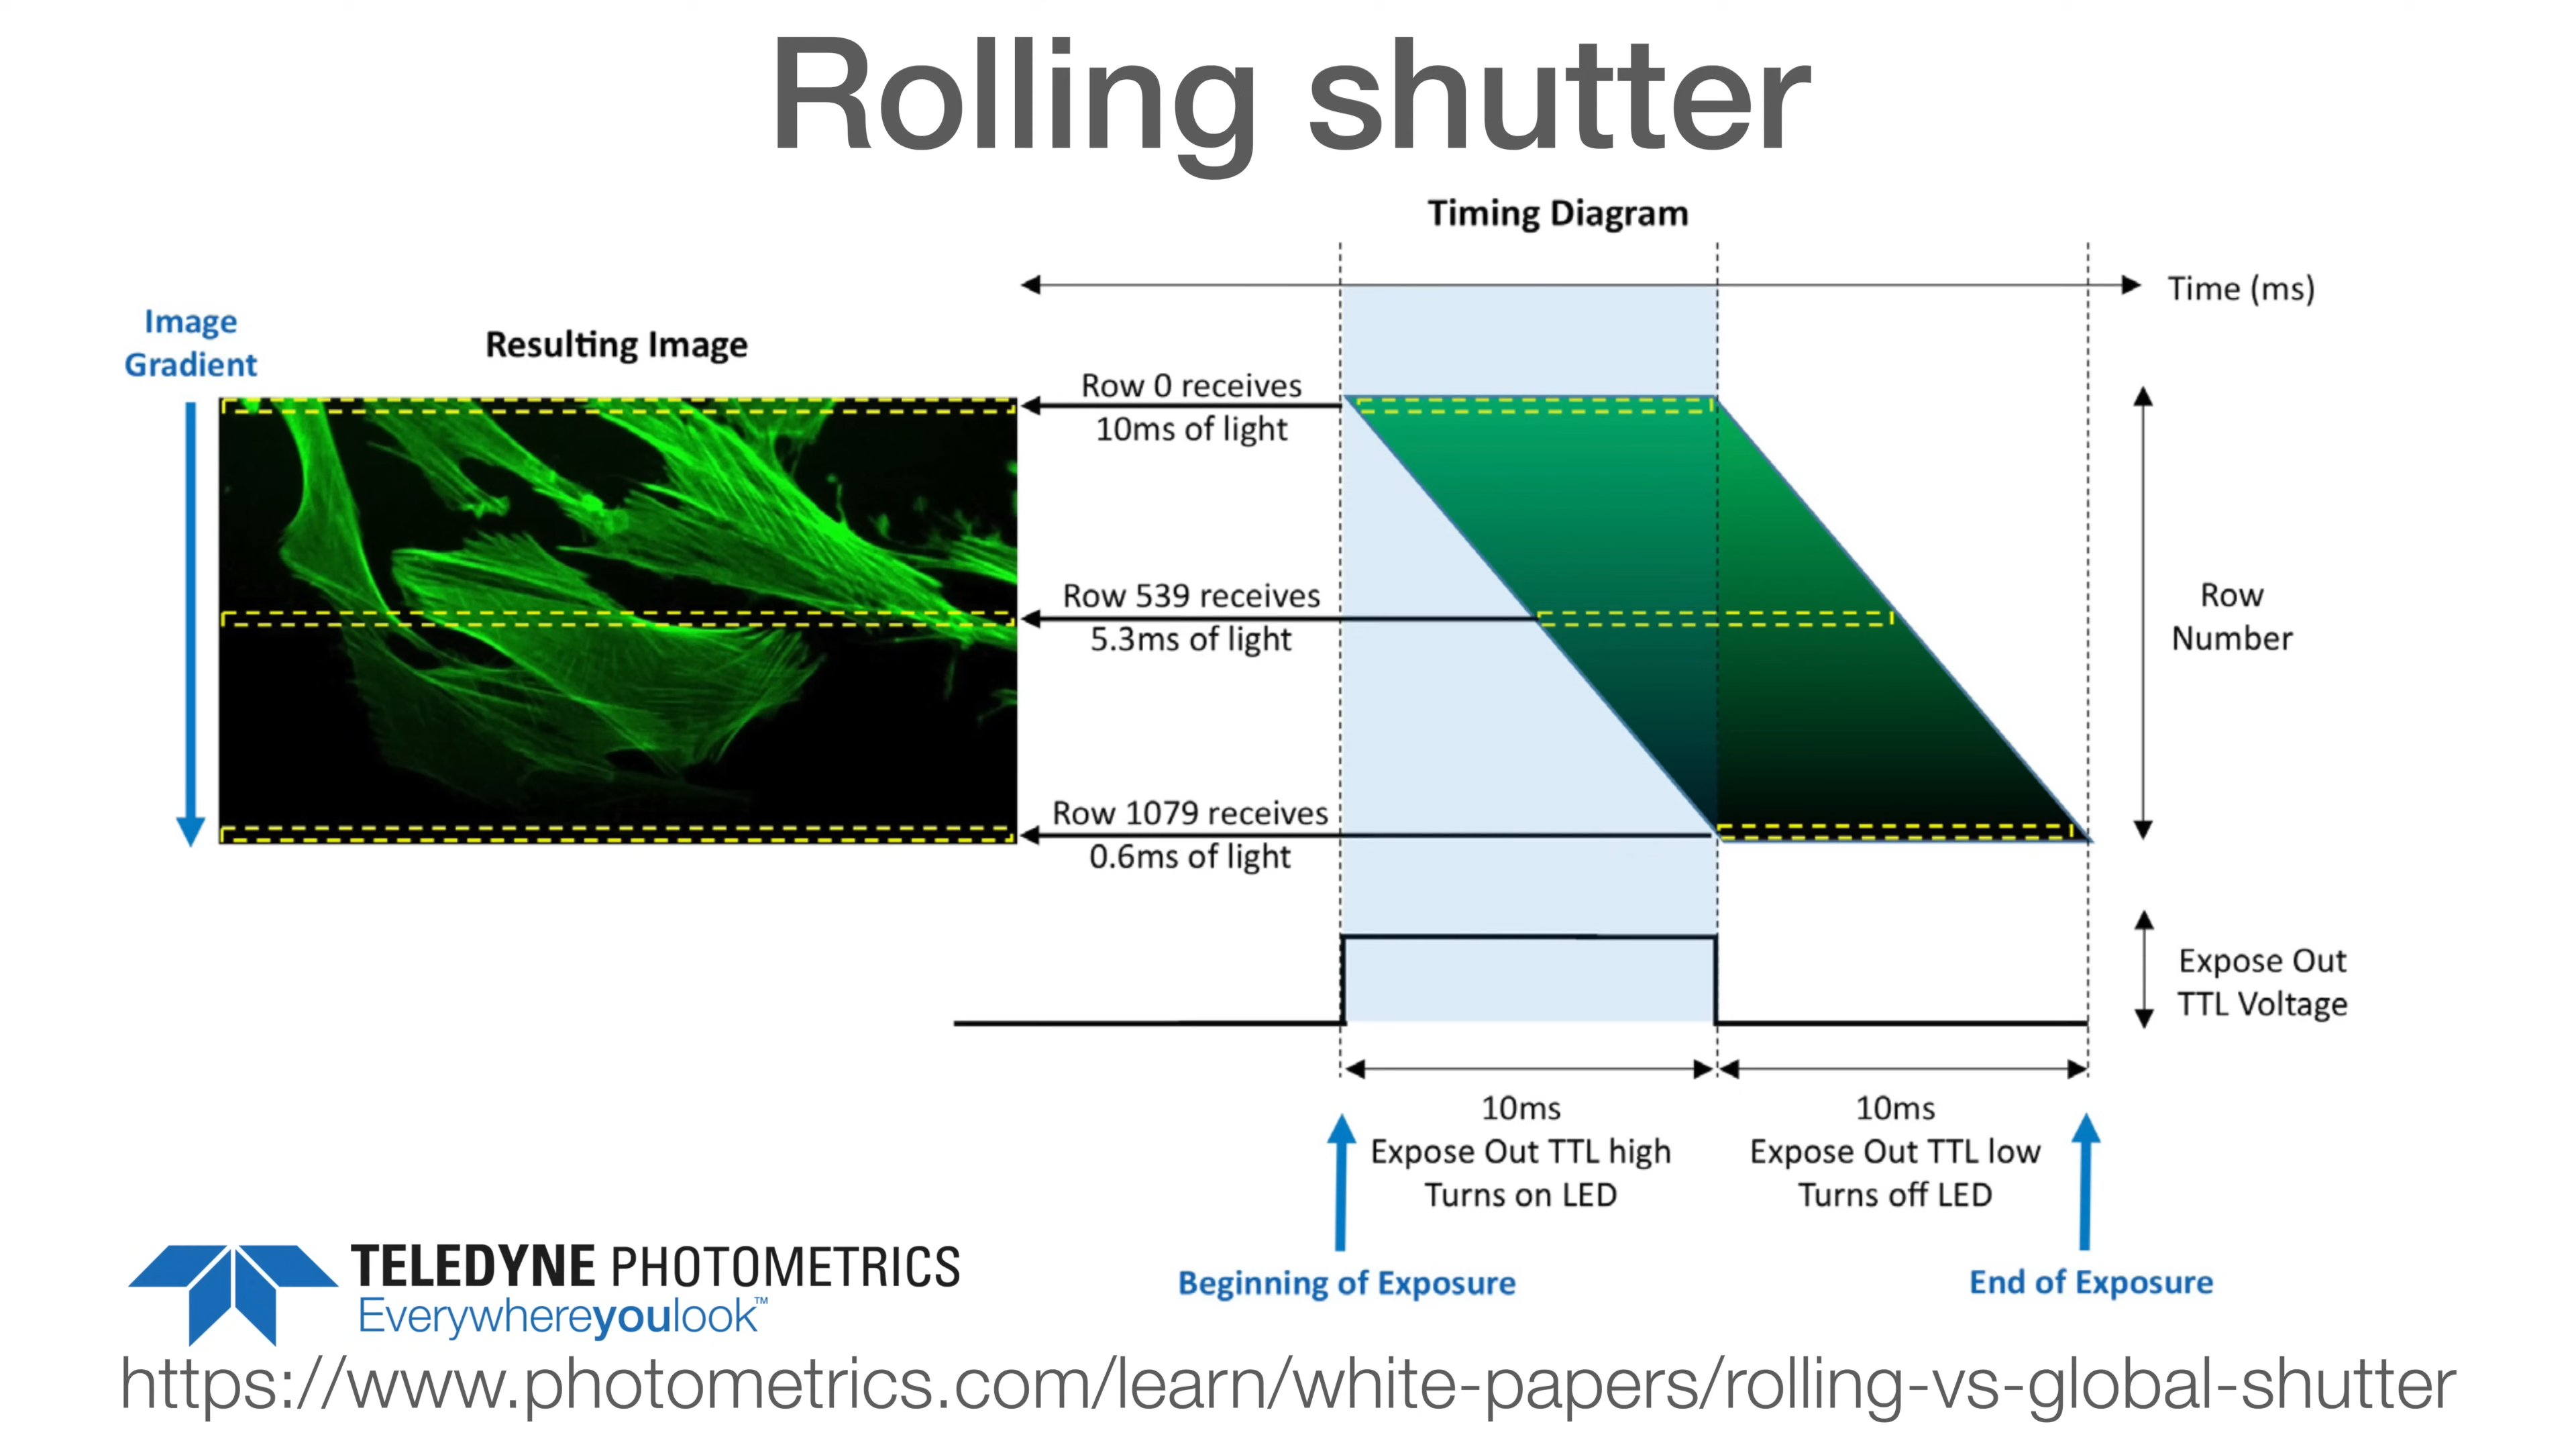 Rolling shutter
Timing Diagram
Time (ms)
Image
Gradient
Resulting Image
Row 0 receives
10ms of light
Row 539 receives
5.3ms of light
Row 1079 receives
0.6ms of light
Row
Number
Expose Out
TTL Voltage
10ms
Expose Out TTL high
Turns on LED
10ms
Expose Out TTL low
Turns off LED
Beginning of Exposure
End of Exposure
TELEDYNE PHOTOMETRICS
Everywhereyoulook™
https://www.photometrics.com/learn/white-papers/rolling-vs-global-shutter